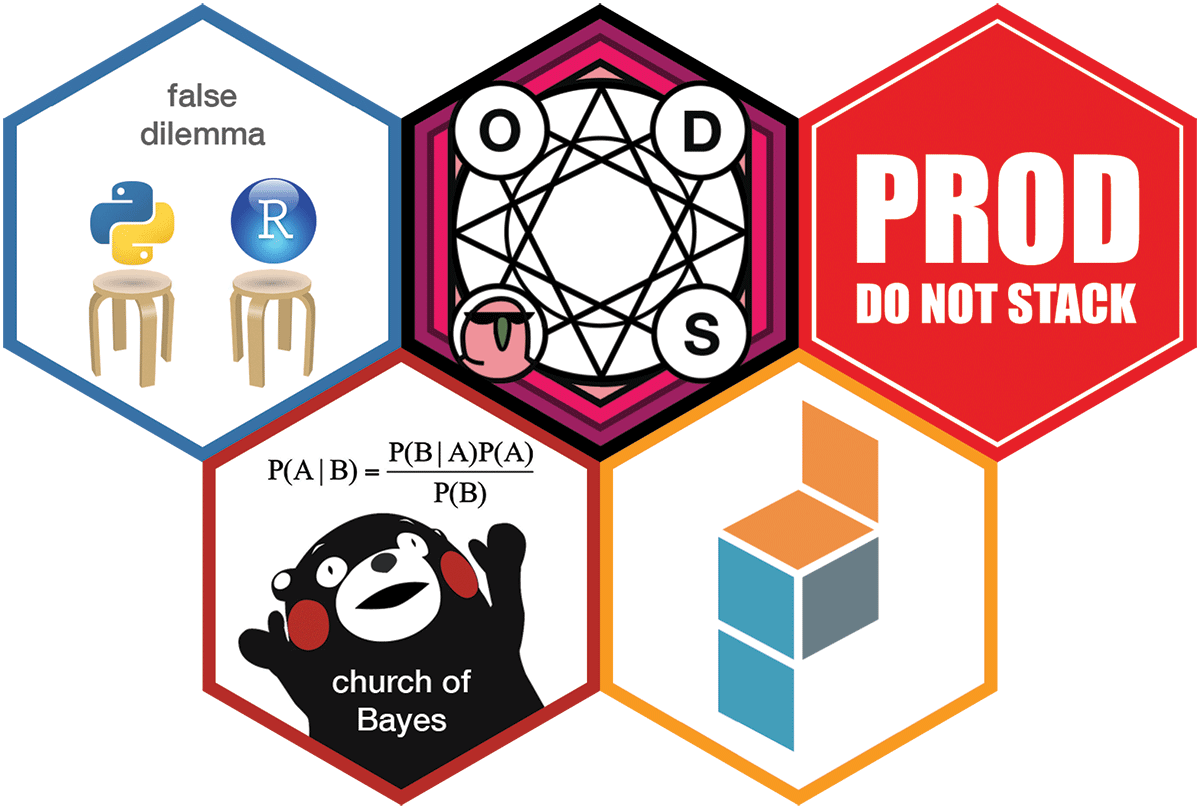 false
dilemma
R
O
D
S
PROD
DO NOT STACK
P(A | B) = P(B | A)P(A)
P(B)
church of
Bayes